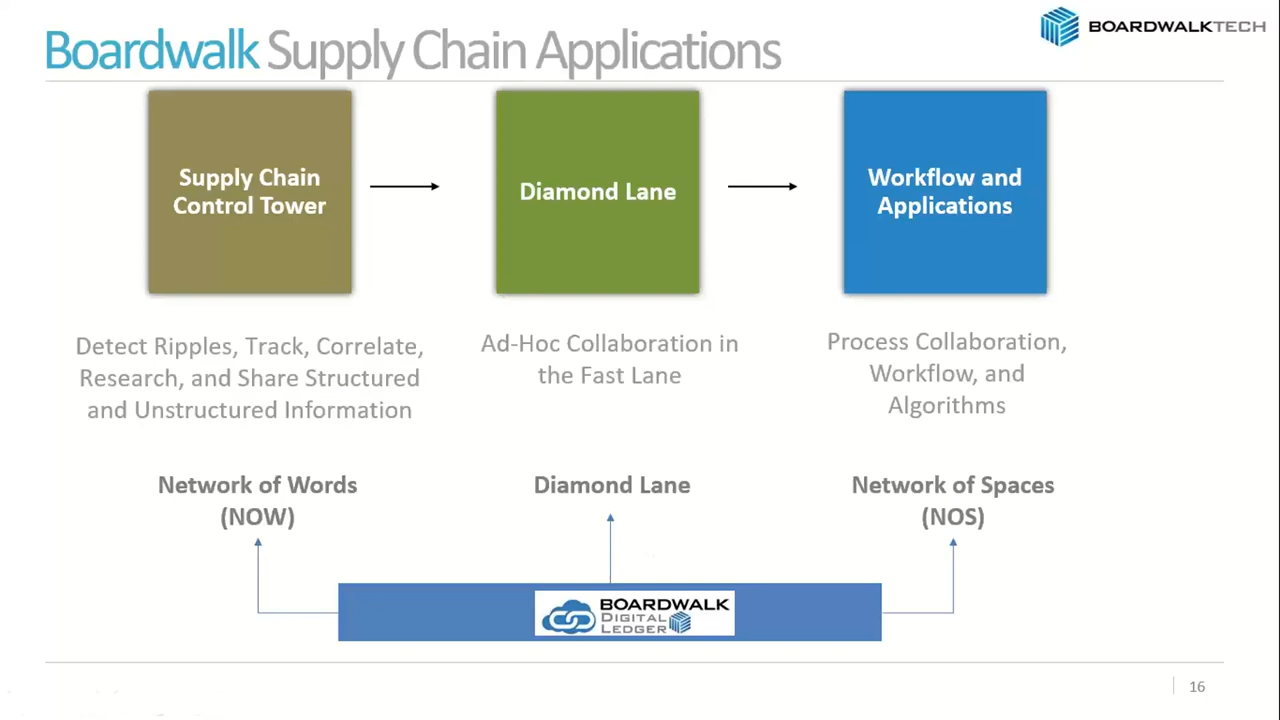 Boardwalk Supply Chain Applications
BOARDWALKTECH
Supply Chain
Control Tower
Diamond Lane
Workflow and
Applications
Detect Ripples, Track, Correlate,
Research, and Share Structured
and Unstructured Information
Ad-Hoc Collaboration in
the Fast Lane
Process Collaboration,
Workflow, and
Algorithms
Network of Words
(NOW)
Diamond Lane
Network of Spaces
(NOS)
BOARDWALK
DIGITAL
LEDGER
16